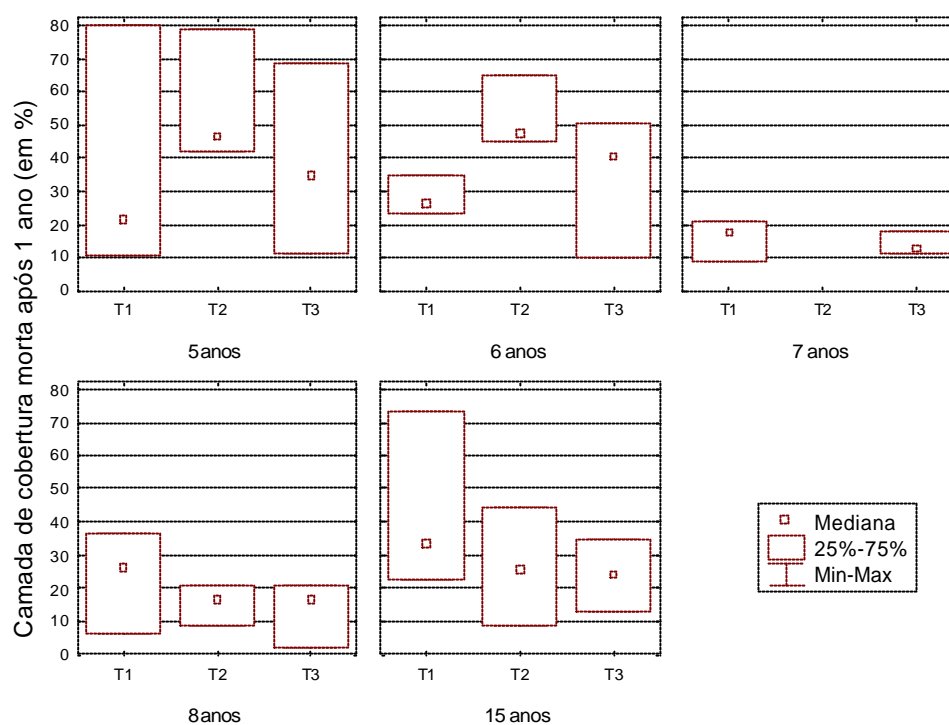 Camada de cobertura morta após 1 ano (em %)
80
70
60
50
40
30
20
10
0
T1 T2 T3
5 anos
T1 T2 T3
6 anos
T1 T2 T3
7 anos
80
70
60
50
40
30
20
10
0
T1 T2 T3
8 anos
T1 T2 T3
15 anos
Mediana
25%-75%
Min-Max